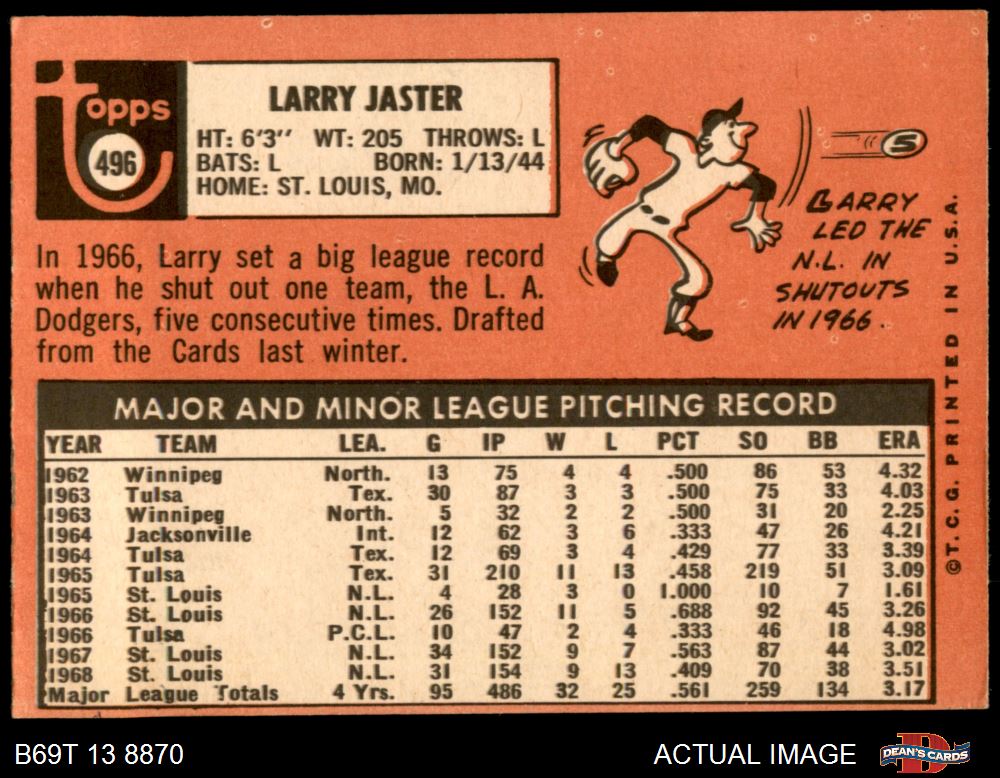 topps
496
LARRY JASTER
HT: 6'3" WT: 205 THROWS: L
BATS: L BORN: 1/13/44
HOME: ST. LOUIS, MO.
In 1966, Larry set a big league record
when he shut out one team, the L. A.
Dodgers, five consecutive times. Drafted
from the Cards last winter.
5
BARRY
LED THE
N.L. IN
SHUTOUTS
IN 1966.
MAJOR AND MINOR LEAGUE PITCHING RECORD
YEAR TEAM LEA. G IP W L PCT SO BB ERA
1962 Winnipeg North. 13 75 4 4 .500 86 53 4.32
1963 Tulsa Tex. 30 87 3 3 .500 75 33 4.03
1963 Winnipeg North. 5 32 2 2 .500 31 20 2.25
1964 Jacksonville Int. 12 62 3 6 .333 47 26 4.21
1964 Tulsa Tex. 12 69 3 4 .429 77 33 3.39
1965 Tulsa Tex. 31 210 11 13 .458 219 51 3.09
1965 St. Louis N.L. 4 28 3 0 1.000 10 7 1.61
1966 St. Louis N.L. 26 152 11 5 .688 92 45 3.26
1966 Tulsa P.C.L. 10 47 2 4 .333 46 18 4.98
1967 St. Louis N.L. 34 152 9 7 .563 87 44 3.02
1968 St. Louis N.L. 31 154 9 13 .409 70 38 3.51
Major League Totals 4 Yrs. 95 486 32 25 .561 259 134 3.17
©T. C. G. PRINTED IN U.S.A.
B69T 13 8870
ACTUAL IMAGE
D
DEAN'S CARDS